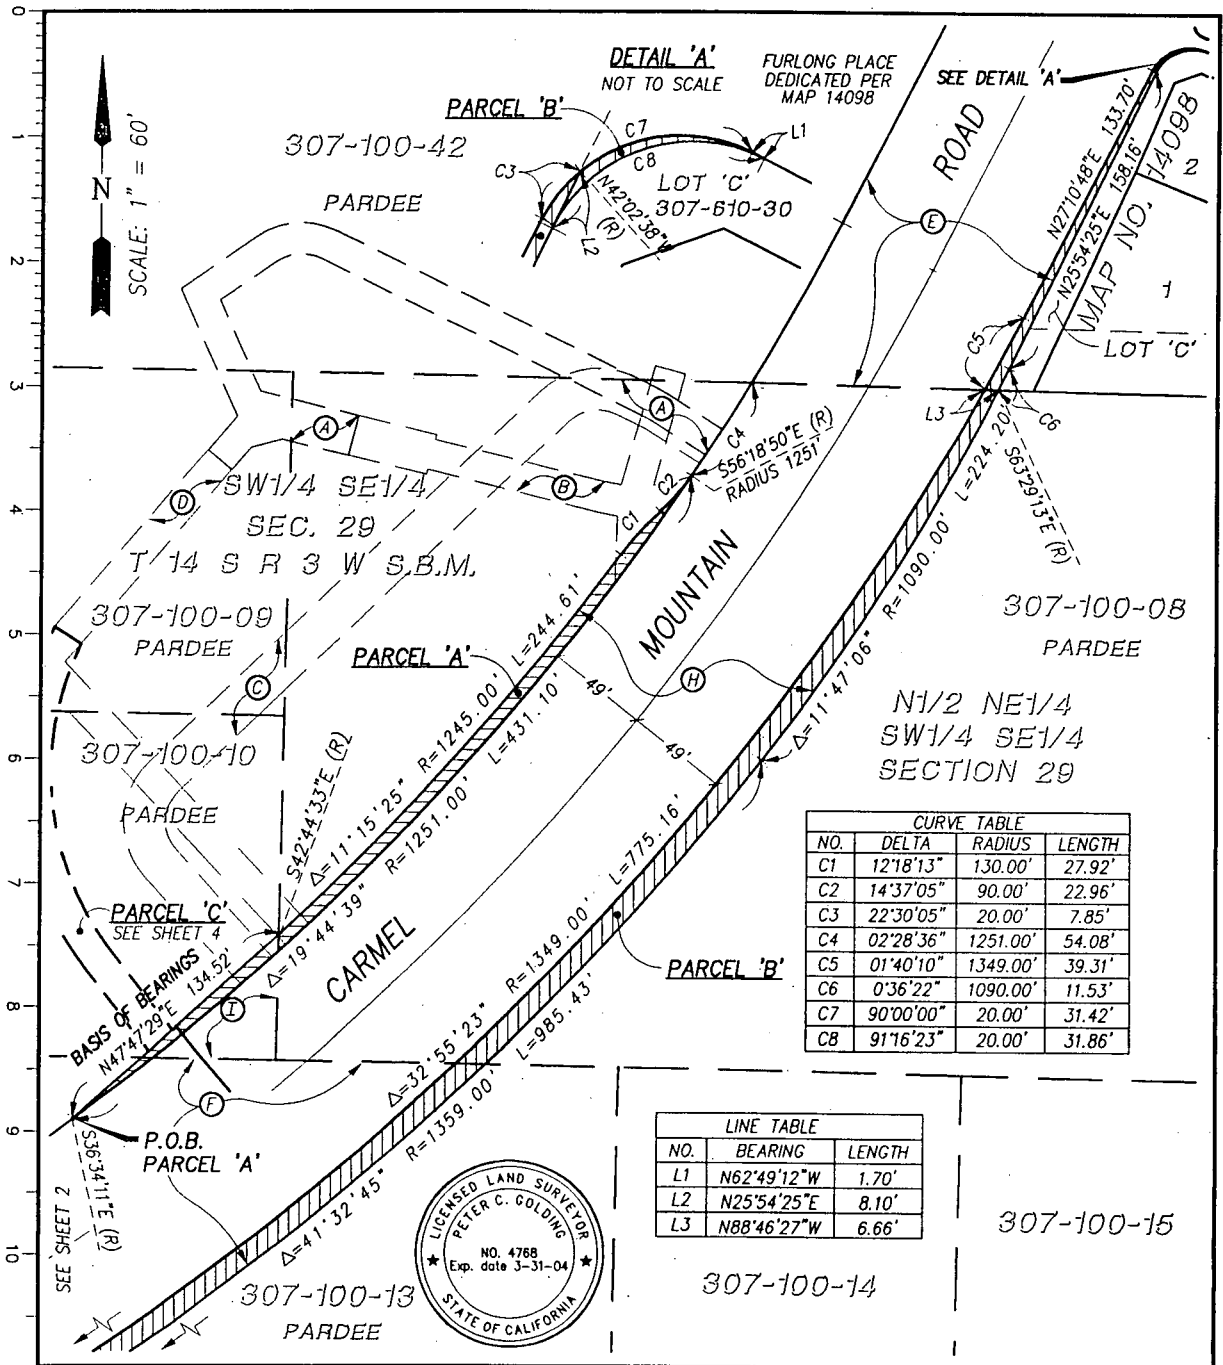 0
1
2
3
4
5
6
7
8
9
10
N
SCALE: 1" = 60'
DETAIL 'A'
NOT TO SCALE
FURLONG PLACE
DEDICATED PER
MAP 14098
SEE DETAIL 'A'
PARCEL 'B'
307-100-42
PARDEE
C7
C8
L1
C3
L2
N42°02'38"W
(R)
LOT 'C'
307-610-30
ROAD
E
N27°10'48"E 133.70'
158.16'
N25°54'25"E
MAP NO. 14098
2
1
LOT 'C'
C5
L3
C6
A
A
B
D
C4
C2
C1
S56°18'50"E (R)
RADIUS 1251'
S63°29'13"E (R)
SW1/4 SE1/4
SEC. 29
T 14 S R 3 W S.B.M.
307-100-09
PARDEE
C
PARCEL 'A'
L=244.61'
R=1245.00'
Δ=11°15'25"
L=431.10'
R=1251.00'
Δ=19°44'39"
MOUNTAIN
H
49'
49'
L=224.20'
R=1090.00'
Δ=11°47'06"
307-100-08
PARDEE
N1/2 NE1/4
SW1/4 SE1/4
SECTION 29
307-100-10
PARDEE
S42°44'33"E (R)
PARCEL 'C'
SEE SHEET 4
BASIS OF BEARINGS
N47°47'29"E 134.52'
I
F
CARMEL
L=775.16'
R=1349.00'
Δ=32°55'23"
L=985.43'
R=1359.00'
Δ=41°32'45"
PARCEL 'B'
CURVE TABLE
NO. DELTA RADIUS LENGTH
C1 12°18'13" 130.00' 27.92'
C2 14°37'05" 90.00' 22.96'
C3 22°30'05" 20.00' 7.85'
C4 02°28'36" 1251.00' 54.08'
C5 01°40'10" 1349.00' 39.31'
C6 0°36'22" 1090.00' 11.53'
C7 90°00'00" 20.00' 31.42'
C8 91°16'23" 20.00' 31.86'
P.O.B.
PARCEL 'A'
S36°34'11"E (R)
SEE SHEET 2
LINE TABLE
NO. BEARING LENGTH
L1 N62°49'12"W 1.70'
L2 N25°54'25"E 8.10'
L3 N88°46'27"W 6.66'
LICENSED LAND SURVEYOR
PETER C. GOLDING
NO. 4768
Exp. date 3-31-04
STATE OF CALIFORNIA
307-100-13
PARDEE
307-100-14
307-100-15